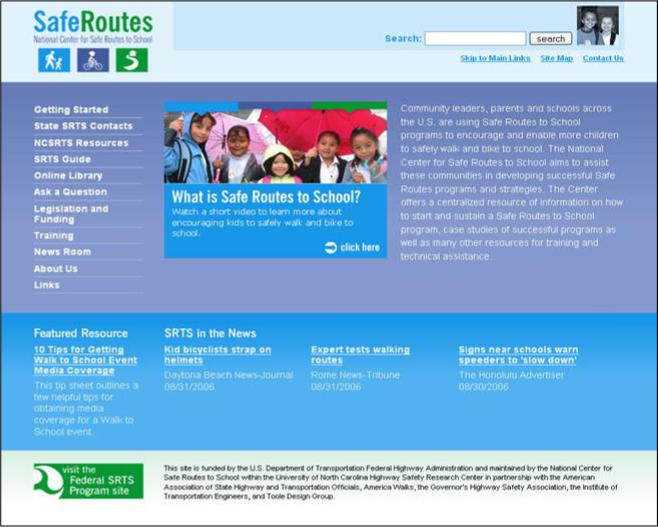 SafeRoutes
National Center for Safe Routes to School
Search:
search
Skip to Main Links Site Map Contact Us
Getting Started
State SRTS Contacts
NCSRTS Resources
SRTS Guide
Online Library
Ask a Question
Legislation and
Funding
Training
News Room
About Us
Links
What is Safe Routes to School?
Watch a short video to learn more about
encouraging kids to safely walk and bike to
school.
click here
Community leaders, parents and schools across
the U.S. are using Safe Routes to School
programs to encourage and enable more children
to safely walk and bike to school. The National
Center for Safe Routes to School aims to assist
these communities in developing successful Safe
Routes programs and strategies. The Center
offers a centralized resource of information on how
to start and sustain a Safe Routes to School
program, case studies of successful programs as
well as many other resources for training and
technical assistance.
Featured Resource
10 Tips for Getting
Walk to School Event
Media Coverage
This tip sheet outlines a
few helpful tips for
obtaining media
coverage for a Walk to
School event.
SRTS in the News
Kid bicyclists strap on
helmets
Daytona Beach News-Journal
08/31/2006
Expert tests walking
routes
Rome News-Tribune
08/31/2006
Signs near schools warn
speeders to 'slow down'
The Honolulu Advertiser
08/30/2006
visit the
Federal SRTS
Program site
This site is funded by the U.S. Department of Transportation Federal Highway Administration and maintained by the National Center for
Safe Routes to School within the University of North Carolina Highway Safety Research Center in partnership with the American
Association of State Highway and Transportation Officials, America Walks, the Governor's Highway Safety Association, the Institute of
Transportation Engineers, and Toole Design Group.